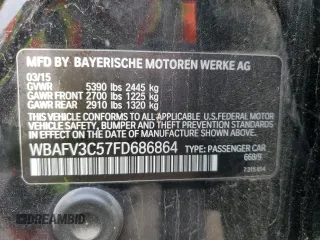 MFD BY BAYERISCHE MOTOREN WERKE AG
03/15
GVWR 5390 lbs 2445 kg
GAWR FRONT 2700 lbs 1225 kg
GAWR REAR 2910 lbs 1320 kg
THIS VEHICLE CONFORMS TO ALL APPLICABLE
FEDERAL MOTOR VEHICLE SAFETY, BUMPER AND
THEFT PREVENTION STANDARDS IN EFFECT ON
THE DATE OF MANUFACTURE SHOWN ABOVE.
WBAFV3C57FD686864
TYPE: PASSENGER CAR
668/9
DREAMBID